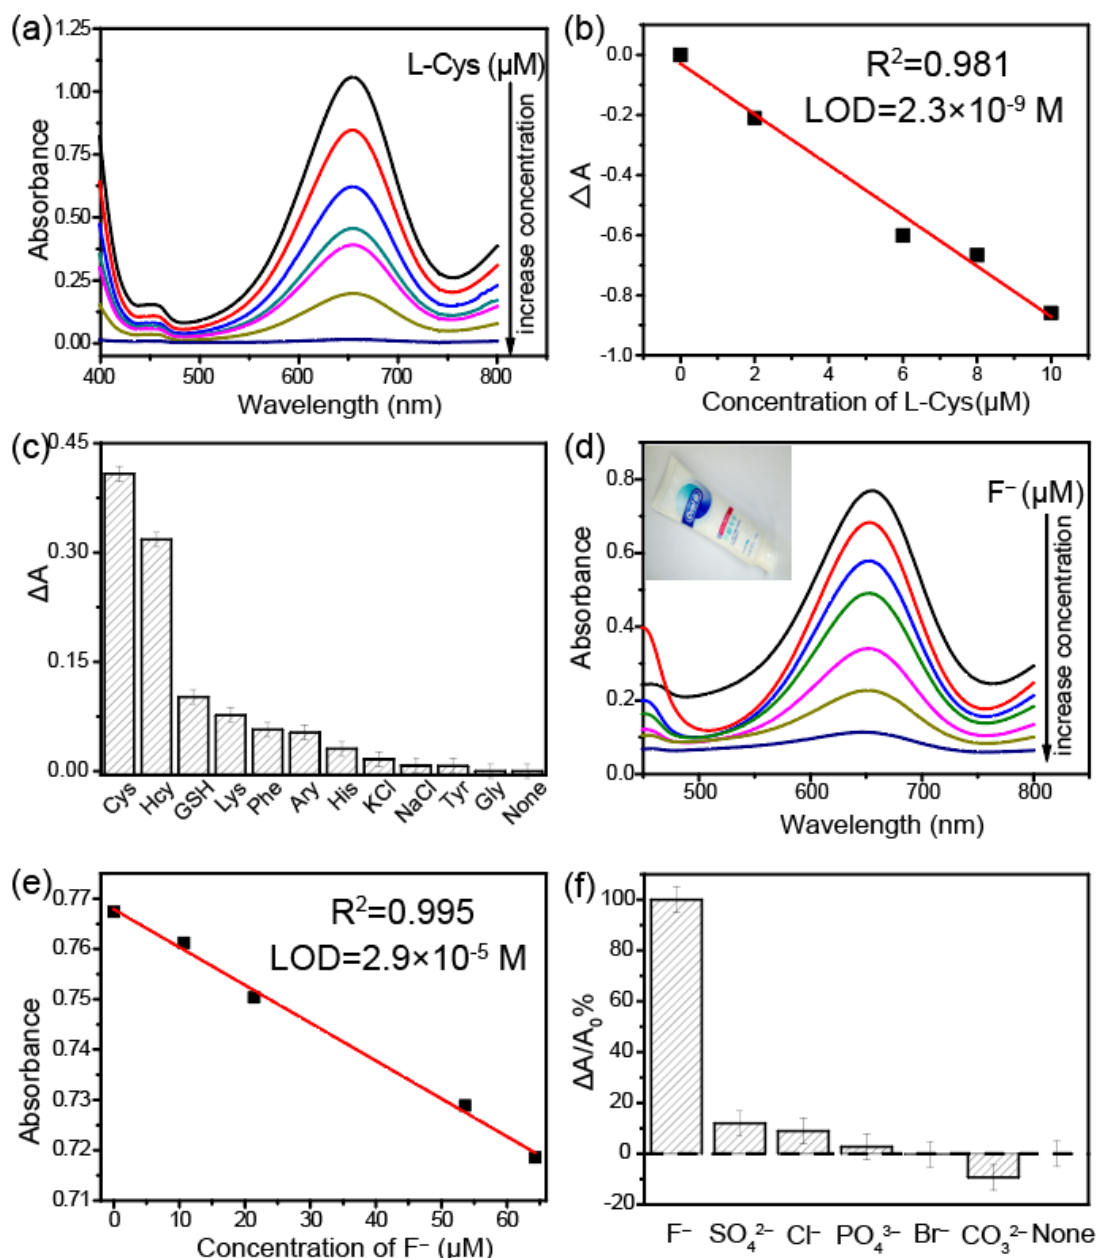 (a)
1.25
1.00
0.75
0.50
0.25
0.00
Absorbance
L-Cys (µM)
increase concentration
400
500
600
700
800
Wavelength (nm)
(b)
0.0
-0.2
-0.4
-0.6
-0.8
-1.0
△A
R²=0.981
LOD=2.3×10⁻⁹ M
0
2
4
6
8
10
Concentration of L-Cys(µM)
(c)
0.45
0.30
0.15
0.00
ΔA
Cys
Hcy
GSH
Lys
Phe
Ary
His
KCl
NaCl
Tyr
Gly
None
(d)
0.8
0.6
0.4
0.2
0.0
Absorbance
F⁻ (µM)
increase concentration
500
600
700
800
Wavelength (nm)
(e)
0.77
0.76
0.75
0.74
0.73
0.72
0.71
Absorbance
R²=0.995
LOD=2.9×10⁻⁵ M
0
10
20
30
40
50
60
Concentration of F⁻ (µM)
(f)
100
80
60
40
20
0
-20
ΔA/A₀%
F⁻
SO₄²⁻
Cl⁻
PO₄³⁻
Br⁻
CO₃²⁻
None